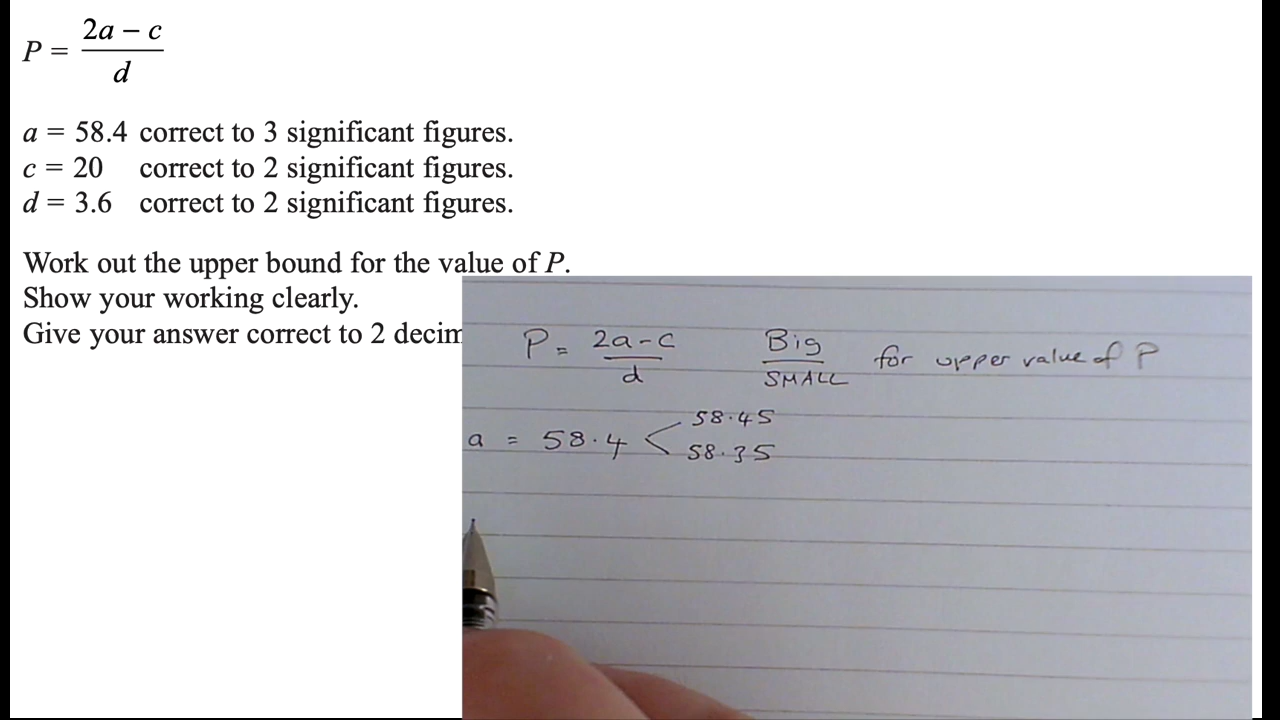 P = 2a − c
d
a = 58.4 correct to 3 significant figures.
c = 20 correct to 2 significant figures.
d = 3.6 correct to 2 significant figures.
Work out the upper bound for the value of P.
Show your working clearly.
Give your answer correct to 2 decim
P = 2a - c
d
Big
SMALL
for upper value of P
a = 58.4 < 58.45
58.35